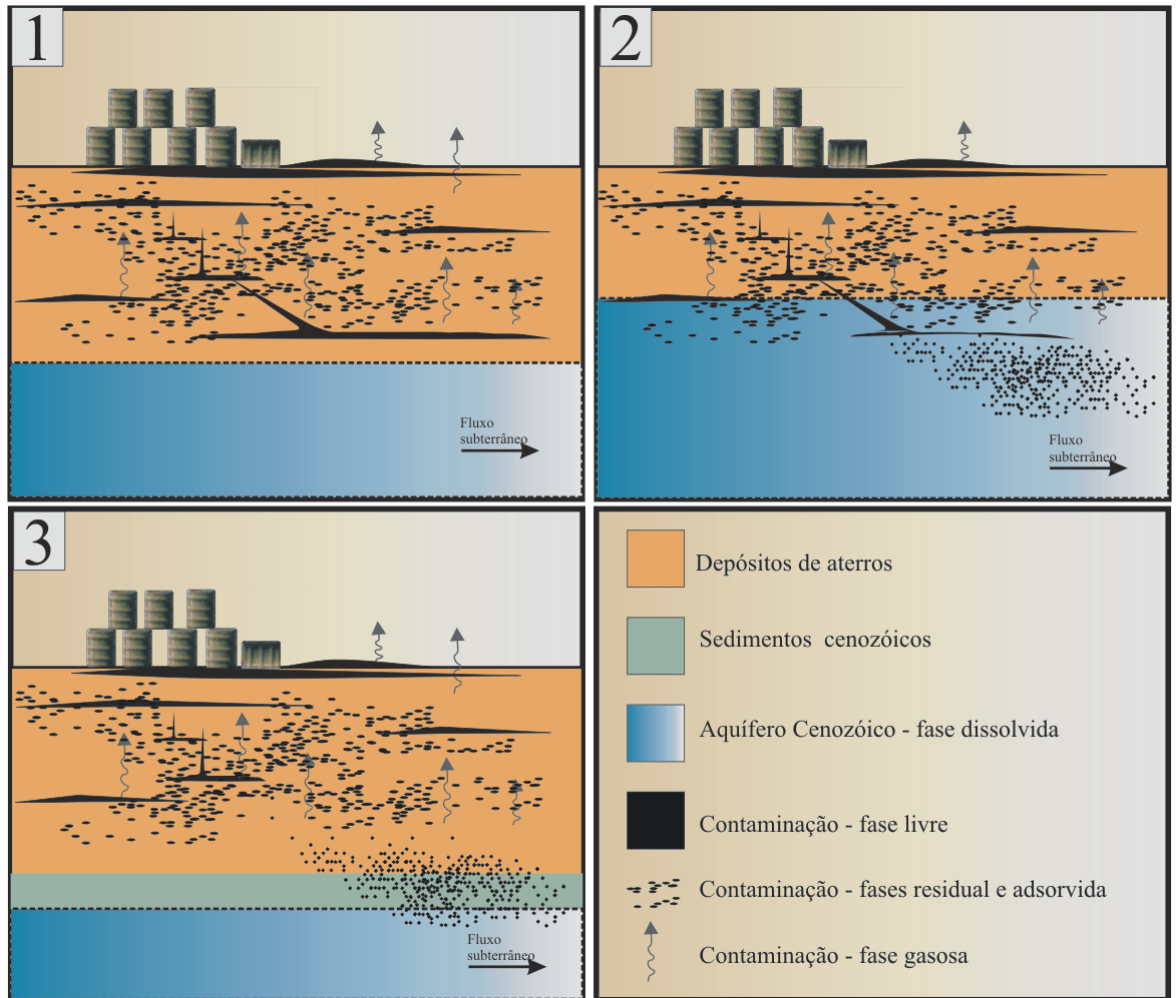 1
2
Fluxo
subterrâneo
Fluxo
subterrâneo
3
Depósitos de aterros
Sedimentos cenozóicos
Aquífero Cenozóico - fase dissolvida
Contaminação - fase livre
Contaminação - fases residual e adsorvida
Contaminação - fase gasosa
Fluxo
subterrâneo